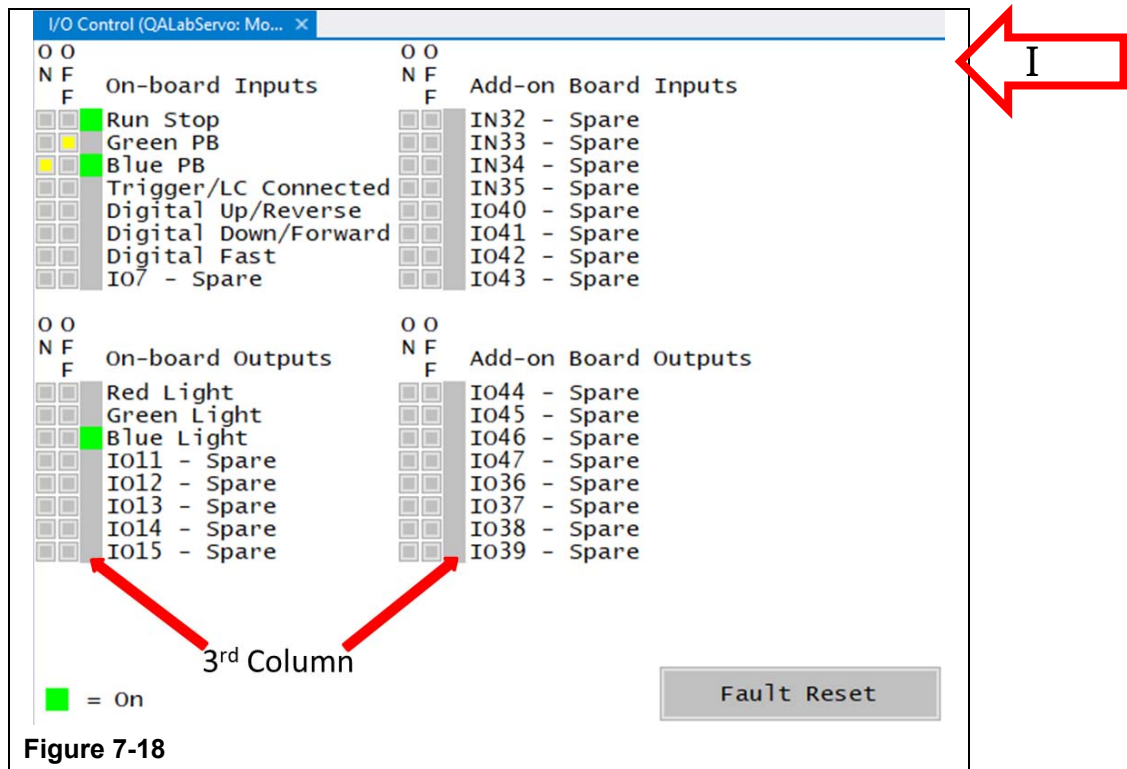 I/O Control (QALabServo: Mo... ×
I
O O
N F
F
On-board Inputs
Run Stop
Green PB
Blue PB
Trigger/LC Connected
Digital Up/Reverse
Digital Down/Forward
Digital Fast
IO7 - Spare
O O
N F
F
Add-on Board Inputs
IN32 - Spare
IN33 - Spare
IN34 - Spare
IN35 - Spare
IO40 - Spare
IO41 - Spare
IO42 - Spare
IO43 - Spare
O O
N F
F
On-board Outputs
Red Light
Green Light
Blue Light
IO11 - Spare
IO12 - Spare
IO13 - Spare
IO14 - Spare
IO15 - Spare
O O
N F
F
Add-on Board Outputs
IO44 - Spare
IO45 - Spare
IO46 - Spare
IO47 - Spare
IO36 - Spare
IO37 - Spare
IO38 - Spare
IO39 - Spare
3rd Column
= On
Fault Reset
Figure 7-18